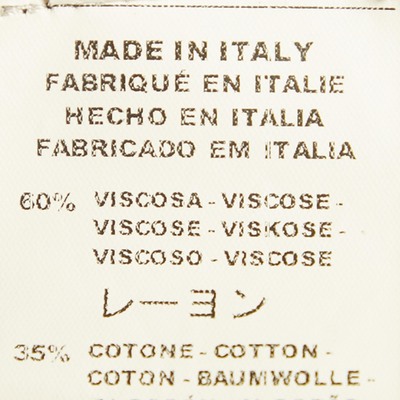 MADE IN ITALY
FABRIQUÉ EN ITALIE
HECHO EN ITALIA
FABRICADO EM ITALIA
60% VISCOSA - VISCOSE -
VISCOSE - VISKOSE -
VISCOSO - VISCOSE
レーヨン
35% COTONE - COTTON -
COTON - BAUMWOLLE -